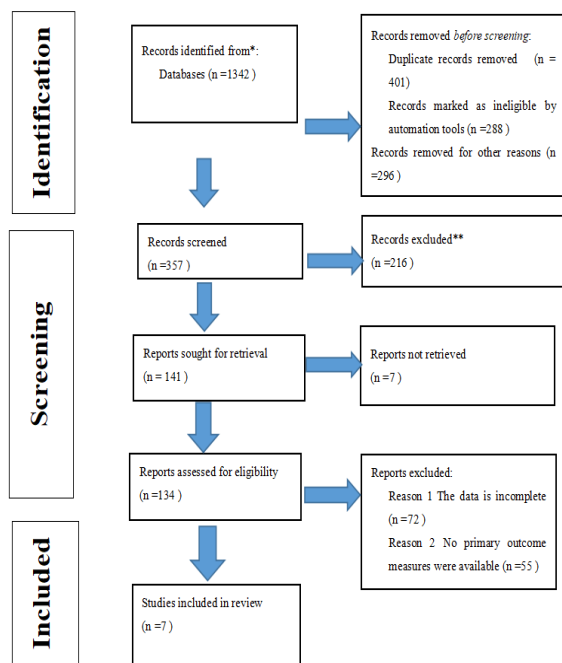 Identification
Records identified from*:
Databases (n =1342 )
Records removed before screening:
Duplicate records removed (n =
401)
Records marked as ineligible by
automation tools (n =288 )
Records removed for other reasons (n
=296 )
Screening
Records screened
(n =357 )
Records excluded**
(n =216 )
Reports sought for retrieval
(n = 141 )
Reports not retrieved
(n =7 )
Reports assessed for eligibility
(n =134 )
Reports excluded:
Reason 1 The data is incomplete
(n =72 )
Reason 2 No primary outcome
measures were available (n =55 )
Included
Studies included in review
(n =7 )